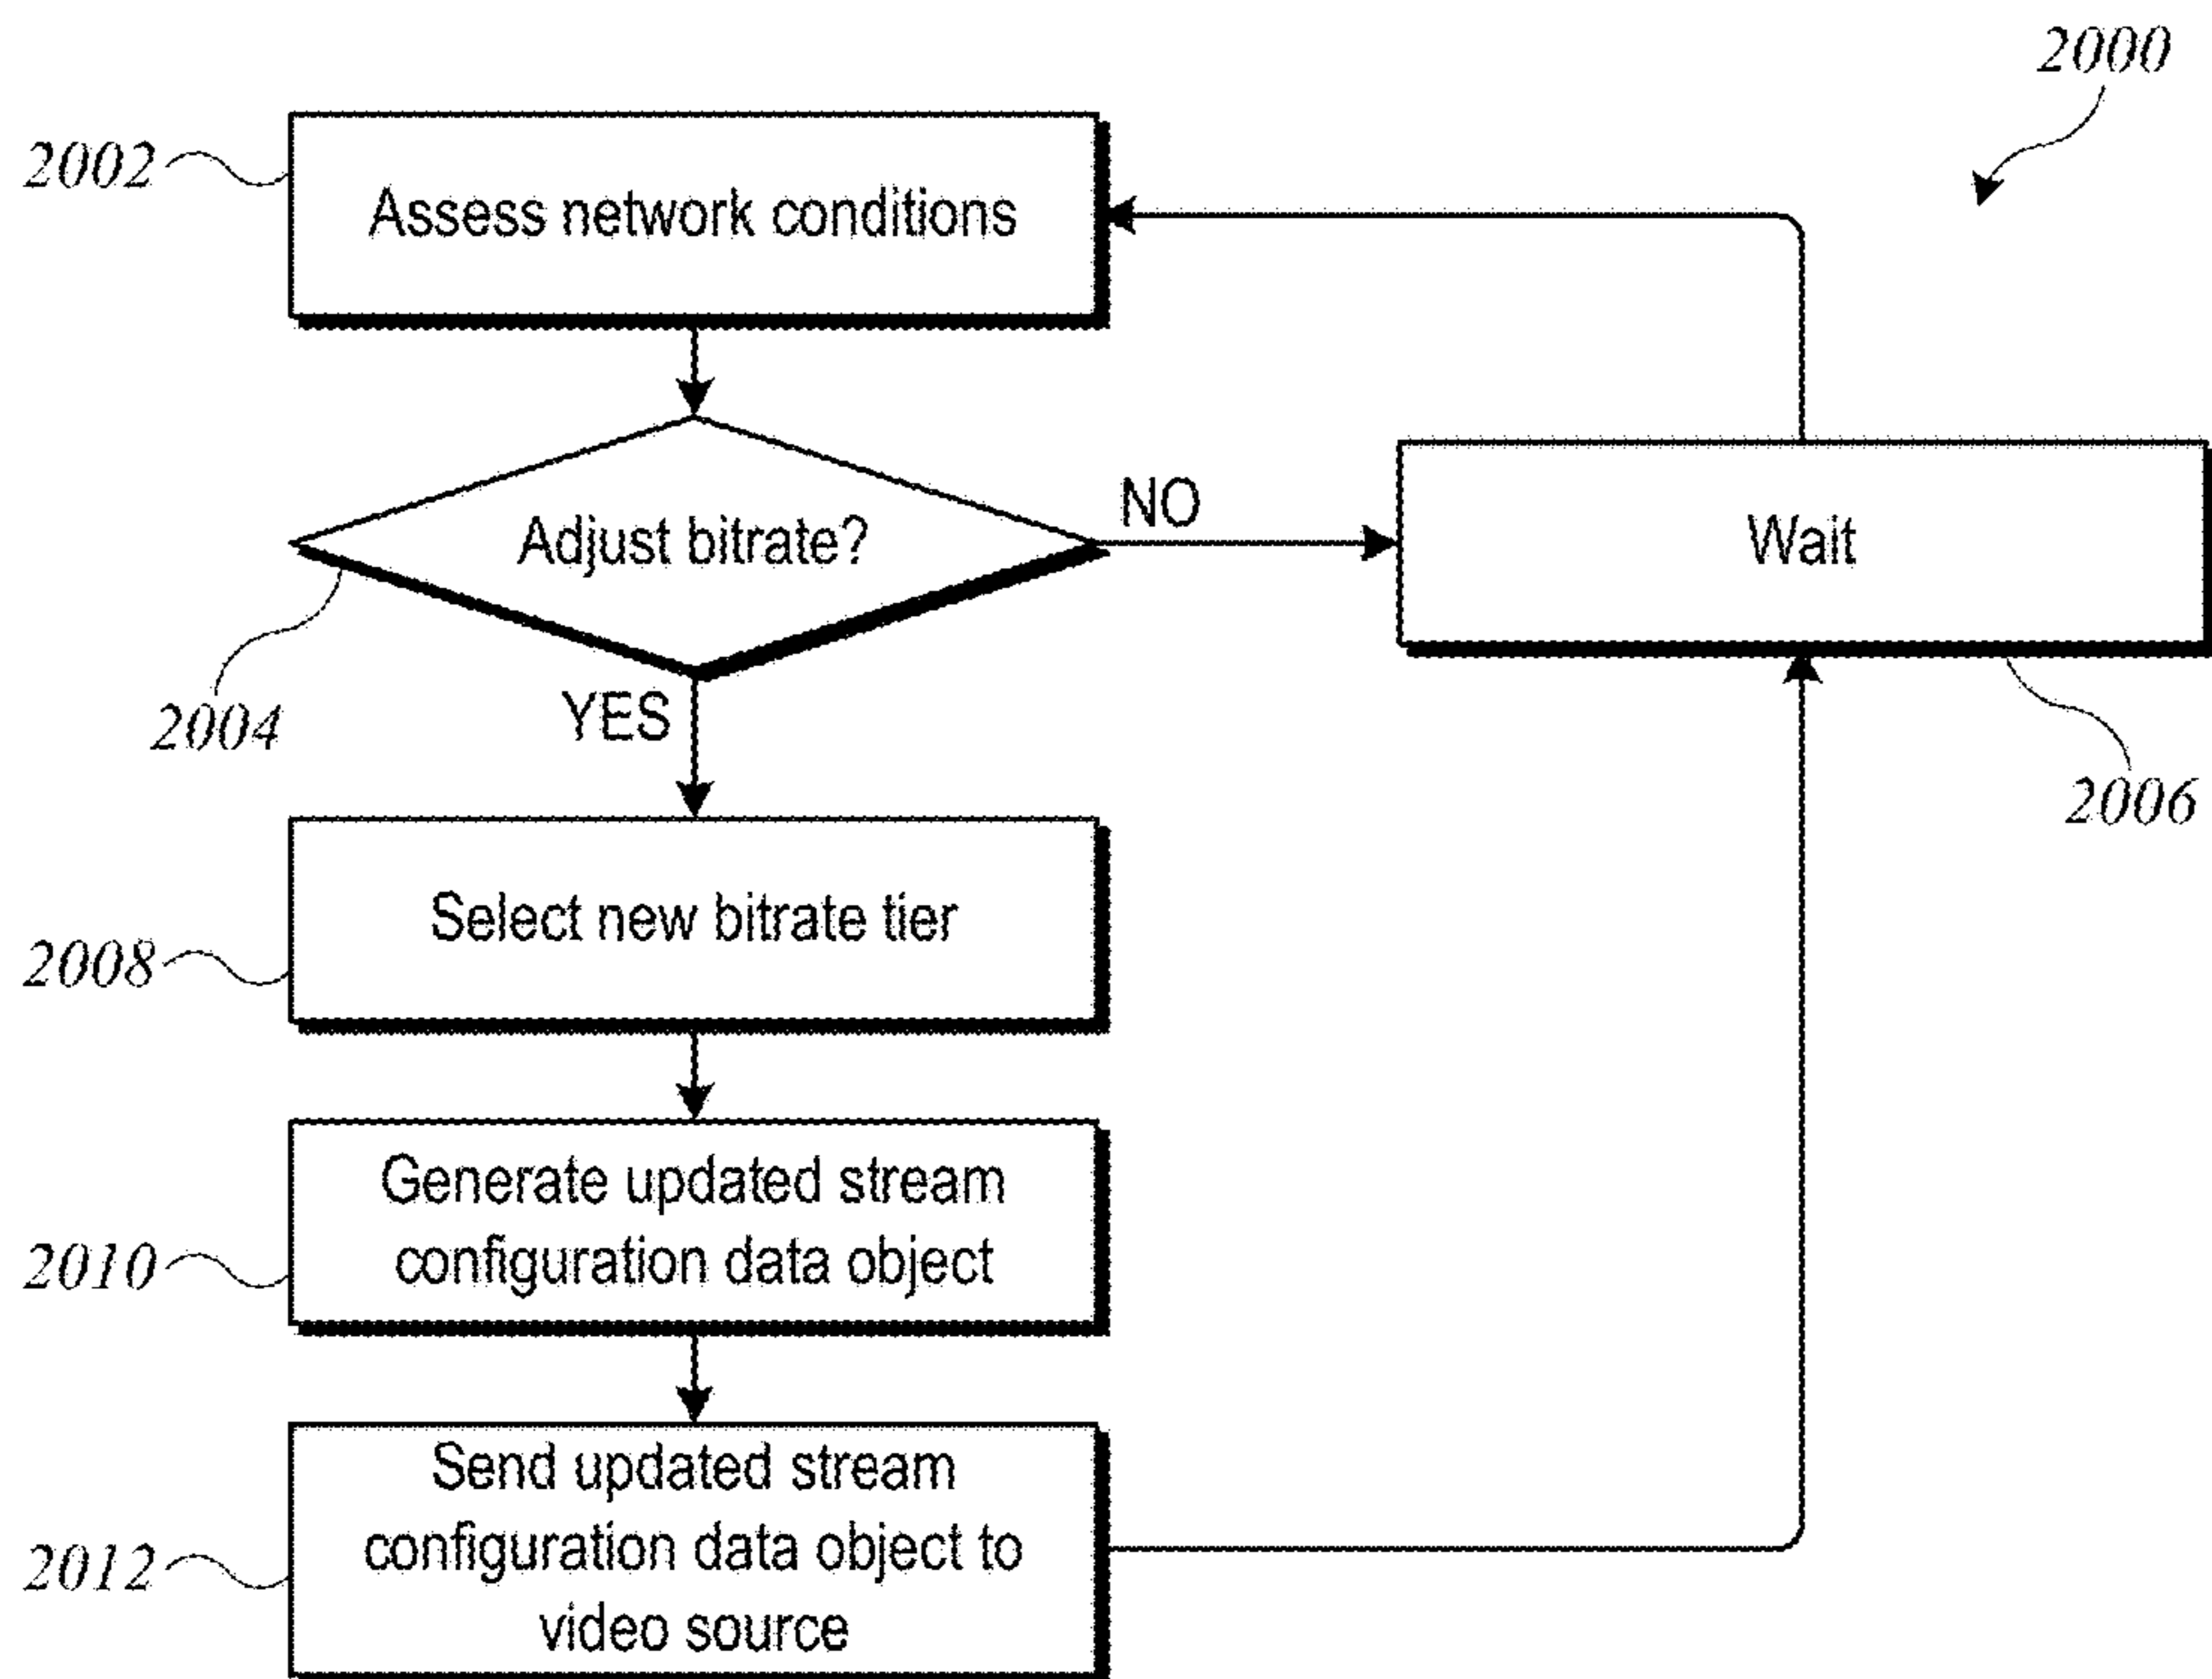 2000
2002
Assess network conditions
Adjust bitrate?
NO
Wait
2004
YES
2006
Select new bitrate tier
2008
Generate updated stream
configuration data object
2010
Send updated stream
configuration data object to
video source
2012